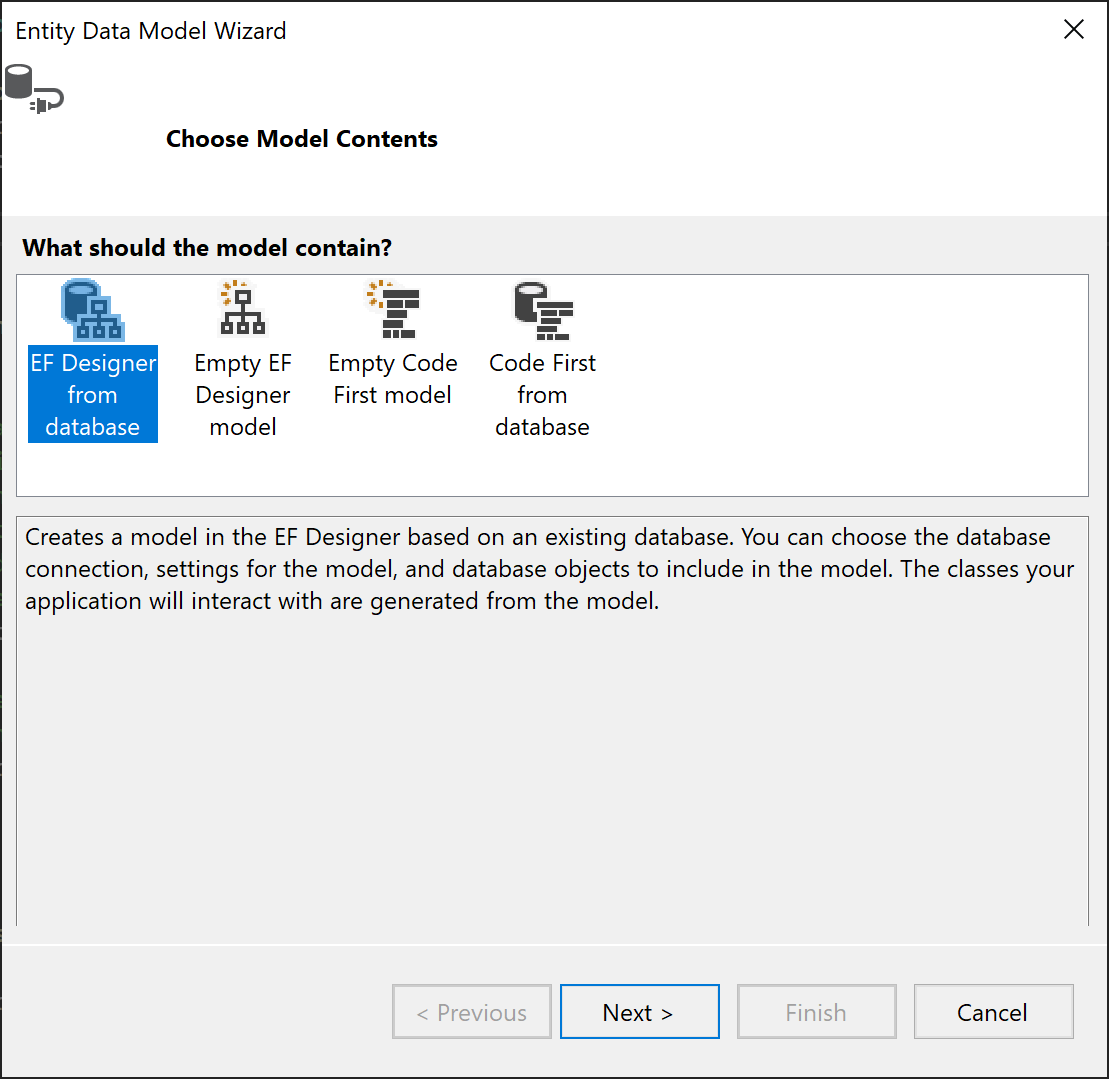 Entity Data Model Wizard
Choose Model Contents
What should the model contain?
EF Designer
from
database
Empty EF
Designer
model
Empty Code
First model
Code First
from
database
Creates a model in the EF Designer based on an existing database. You can choose the database
connection, settings for the model, and database objects to include in the model. The classes your
application will interact with are generated from the model.
< Previous
Next >
Finish
Cancel